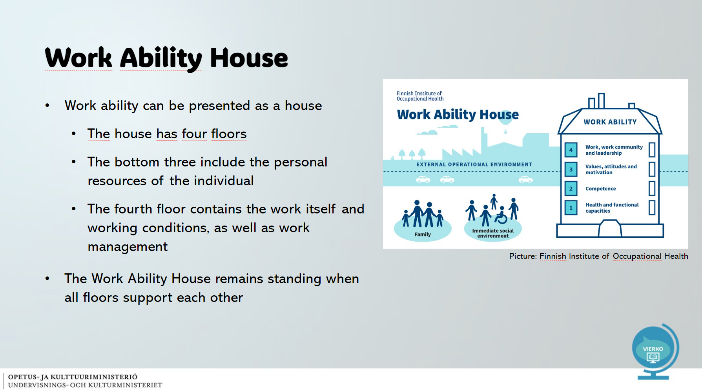 Work Ability House
• Work ability can be presented as a house
• The house has four floors
• The bottom three include the personal
resources of the individual
• The fourth floor contains the work itself and
working conditions, as well as work
management
• The Work Ability House remains standing when
all floors support each other
Finnish Institute of
Occupational Health
Work Ability House
EXTERNAL OPERATIONAL ENVIRONMENT
Family
Immediate social
environment
WORK ABILITY
4 Work, work community
and leadership
3 Values, attitudes and
motivation
2 Competence
1 Health and functional
capacities
Picture: Finnish Institute of Occupational Health
VIERKO
OPETUS- JA KULTTUURIMINISTERIÖ
UNDERVISNINGS- OCH KULTURMINISTERIET